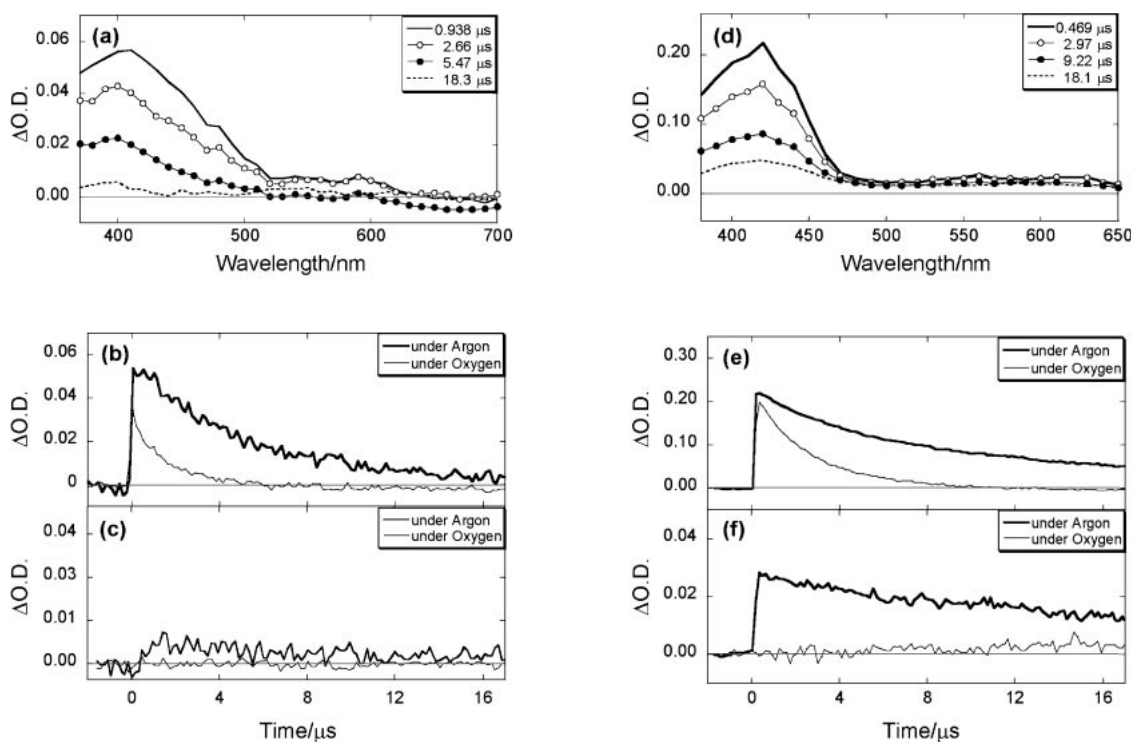 (a)
0.938 μs
2.66 μs
5.47 μs
18.3 μs
0.06
0.04
0.02
0.00
ΔO.D.
400 500 600 700
Wavelength/nm
(d)
0.469 μs
2.97 μs
9.22 μs
18.1 μs
0.20
0.10
0.00
ΔO.D.
400 450 500 550 600 650
Wavelength/nm
(b)
under Argon
under Oxygen
0.06
0.04
0.02
0
ΔO.D.
(c)
under Argon
under Oxygen
0.04
0.03
0.01
0.00
ΔO.D.
0 4 8 12 16
Time/μs
(e)
under Argon
under Oxygen
0.30
0.20
0.10
0.00
ΔO.D.
(f)
under Argon
under Oxygen
0.04
0.02
0.00
ΔO.D.
0 4 8 12 16
Time/μs